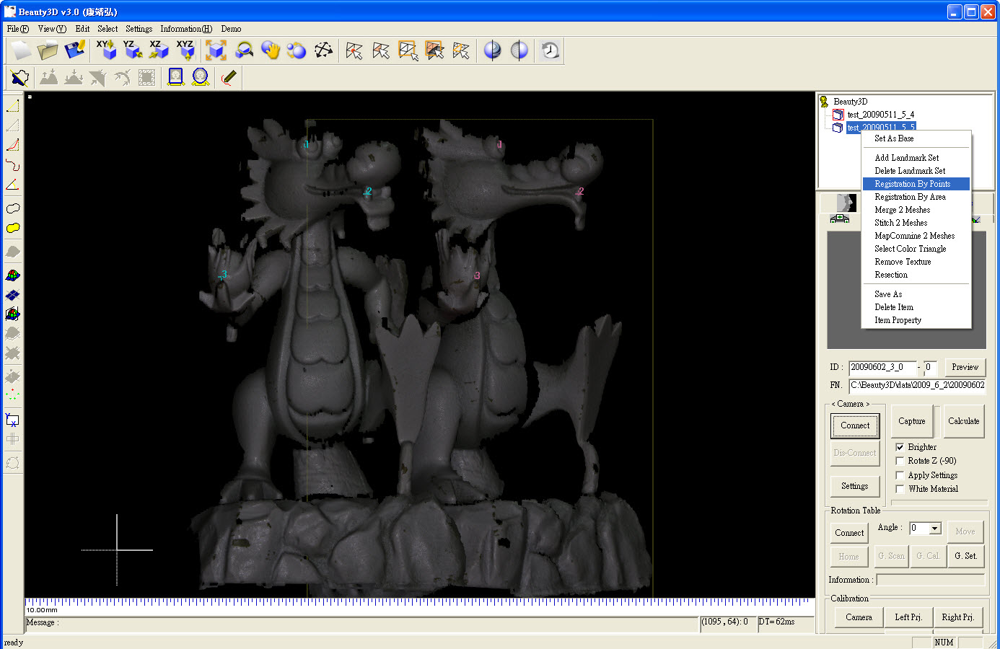 Beauty3D v3.0 (康靖弘)
File(F) View(V) Edit Select Settings Information(H) Demo
XY YZ XZ XYZ
Beauty3D
test_20090511_5_4
test_20090511_5_5
Set As Base
Add Landmark Set
Delete Landmark Set
Registration By Points
Registration By Area
Merge 2 Meshes
Stitch 2 Meshes
MapComnine 2 Meshes
Select Color Triangle
Remove Texture
Resection
Save As
Delete Item
Item Property
1 1
2 2
3 3
ID : 20090602_3_0 - 0 Preview
FN. C:\Beauty3D\data\2009_6_2\20090602
< Camera >
Connect Capture Calculate
Dis-Connect
Brighter
Rotate Z (-90)
Apply Settings
Settings
White Material
Rotation Table
Connect Angle : 0 Move
Home G. Scan G. Cal. G. Set.
Information :
Calibration
Camera Left Prj. Right Prj.
Y X
10.00mm
Message : (1095 , 64): 0 DT=62ms
ready NUM